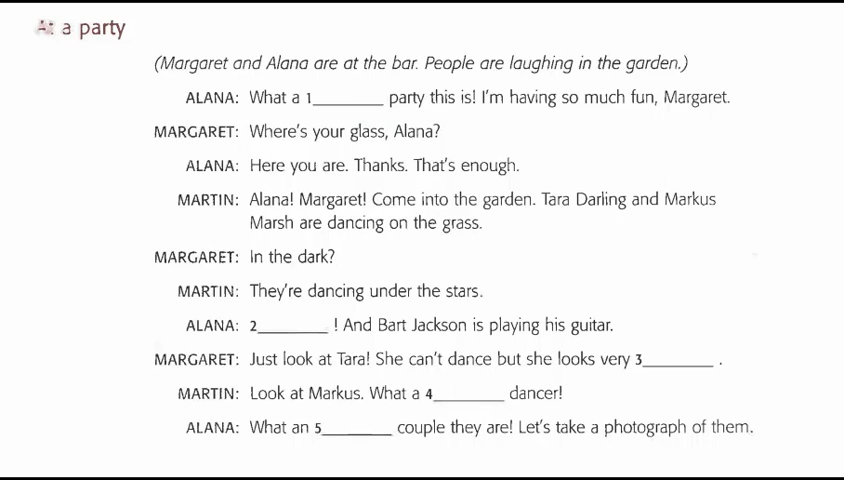 At a party
(Margaret and Alana are at the bar. People are laughing in the garden.)
ALANA: What a 1________ party this is! I'm having so much fun, Margaret.
MARGARET: Where's your glass, Alana?
ALANA: Here you are. Thanks. That's enough.
MARTIN: Alana! Margaret! Come into the garden. Tara Darling and Markus
Marsh are dancing on the grass.
MARGARET: In the dark?
MARTIN: They're dancing under the stars.
ALANA: 2________ ! And Bart Jackson is playing his guitar.
MARGARET: Just look at Tara! She can't dance but she looks very 3________ .
MARTIN: Look at Markus. What a 4________ dancer!
ALANA: What an 5________ couple they are! Let's take a photograph of them.